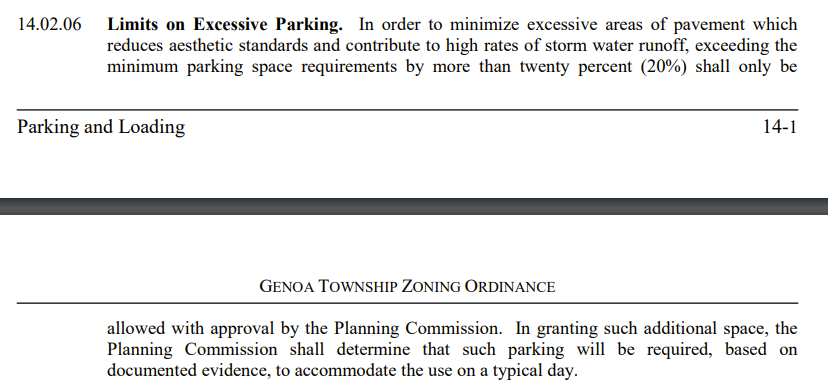 14.02.06 Limits on Excessive Parking. In order to minimize excessive areas of pavement which
reduces aesthetic standards and contribute to high rates of storm water runoff, exceeding the
minimum parking space requirements by more than twenty percent (20%) shall only be
Parking and Loading 14-1
GENOA TOWNSHIP ZONING ORDINANCE
allowed with approval by the Planning Commission. In granting such additional space, the
Planning Commission shall determine that such parking will be required, based on
documented evidence, to accommodate the use on a typical day.